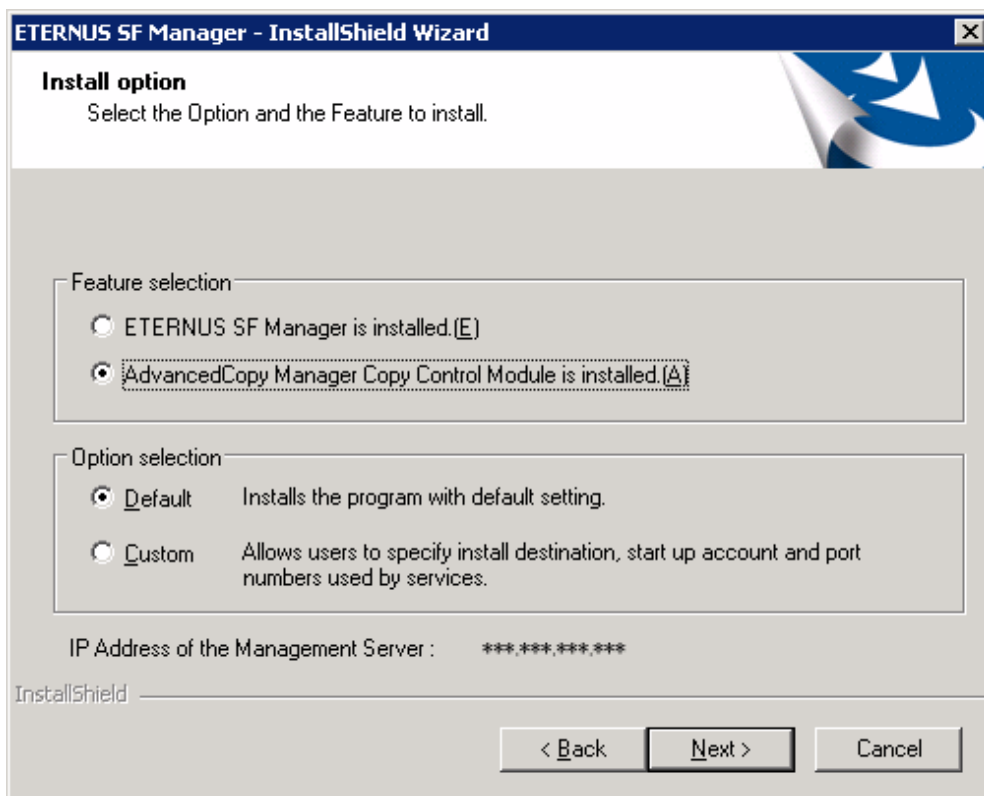 ETERNUS SF Manager - InstallShield Wizard
Install option
Select the Option and the Feature to install.
Feature selection
ETERNUS SF Manager is installed.(E)
AdvancedCopy Manager Copy Control Module is installed.(A)
Option selection
Default Installs the program with default setting.
Custom Allows users to specify install destination, start up account and port
numbers used by services.
IP Address of the Management Server : ***.***.***.***
InstallShield
< Back Next > Cancel